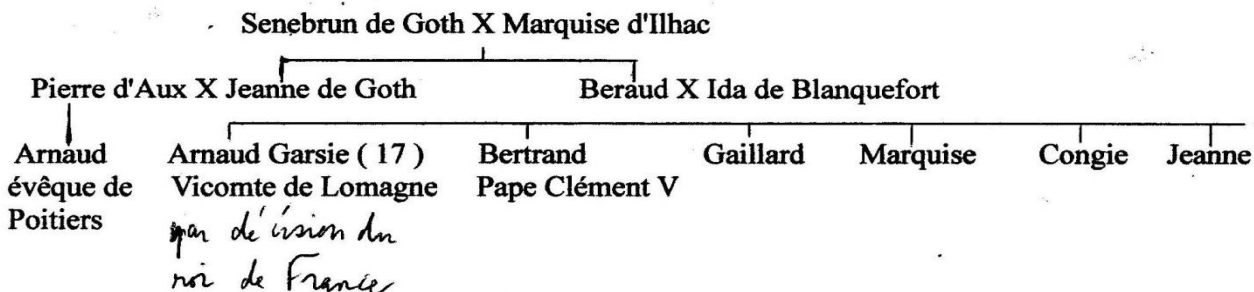 Senebrun de Goth X Marquise d'Ilhac
Pierre d'Aux X Jeanne de Goth Beraud X Ida de Blanquefort
Arnaud Arnaud Garsie ( 17 ) Bertrand Gaillard Marquise Congie Jeanne
évêque de Vicomte de Lomagne Pape Clément V
Poitiers par décision du
roi de France